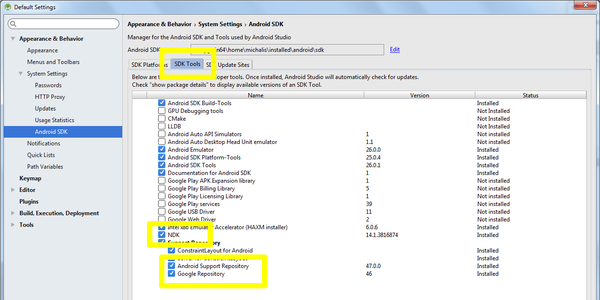 Default Settings
Appearance & Behavior > System Settings > Android SDK
Manager for the Android SDK and Tools used by Android Studio
Android SDK in64\home\michalis\installed\android\sdk Edit
SDK Platforms SDK Tools SD Update Sites
Below are the oper tools. Once installed, Android Studio will automatically check for updates.
Check "show package details" to display available versions of an SDK Tool.
Name Version Status
Android SDK Build-Tools Installed
GPU Debugging tools Not Installed
CMake Not Installed
LLDB Not Installed
Android Auto API Simulators 1 Not installed
Android Auto Desktop Head Unit emulator 1.1 Not installed
Android Emulator 26.0.0 Installed
Android SDK Platform-Tools 25.0.4 Installed
Android SDK Tools 26.0.1 Installed
Documentation for Android SDK 1 Installed
Google Play APK Expansion library 1 Not installed
Google Play Billing Library 5 Not installed
Google Play Licensing Library 1 Not installed
Google Play services 39 Not installed
Google USB Driver 11 Not installed
Google Web Driver 2 Not installed
Intel x86 Emulator Accelerator (HAXM installer) 6.0.6 Installed
NDK 14.1.3816874 Installed
Support Repository
ConstraintLayout for Android Installed
Installed
Android Support Repository 47.0.0 Installed
Google Repository 46 Installed
Appearance & Behavior
Appearance
Menus and Toolbars
System Settings
Passwords
HTTP Proxy
Updates
Usage Statistics
Android SDK
Notifications
Quick Lists
Path Variables
Keymap
Editor
Plugins
Build, Execution, Deployment
Tools